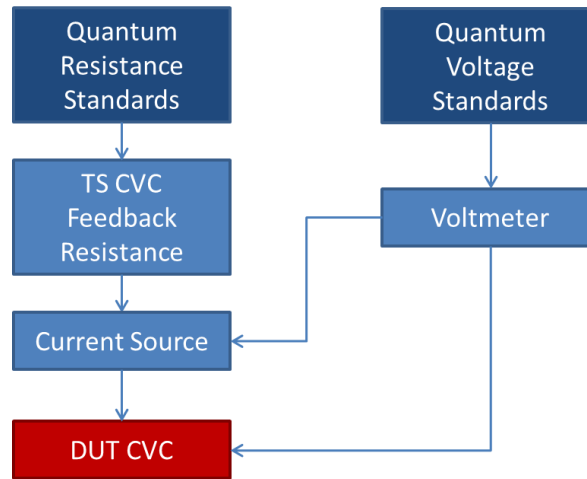 Quantum
Resistance
Standards
Quantum
Voltage
Standards
TS CVC
Feedback
Resistance
Voltmeter
Current Source
DUT CVC